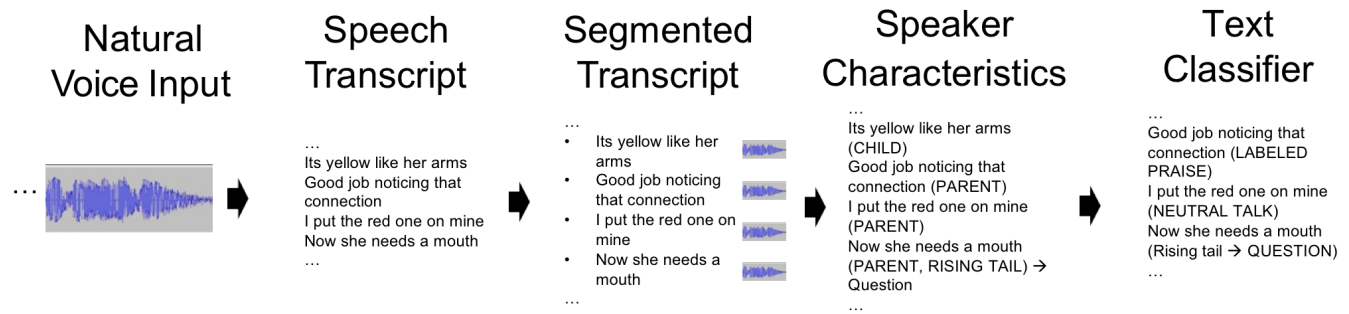 Natural
Voice Input
…
Speech
Transcript
…
Its yellow like her arms
Good job noticing that
connection
I put the red one on mine
Now she needs a mouth
…
Segmented
Transcript
…
• Its yellow like her
arms
• Good job noticing
that connection
• I put the red one on
mine
• Now she needs a
mouth
…
Speaker
Characteristics
…
Its yellow like her arms
(CHILD)
Good job noticing that
connection (PARENT)
I put the red one on mine
(PARENT)
Now she needs a mouth
(PARENT, RISING TAIL) →
Question
…
Text
Classifier
…
Good job noticing that
connection (LABELED
PRAISE)
I put the red one on mine
(NEUTRAL TALK)
Now she needs a mouth
(Rising tail → QUESTION)
…